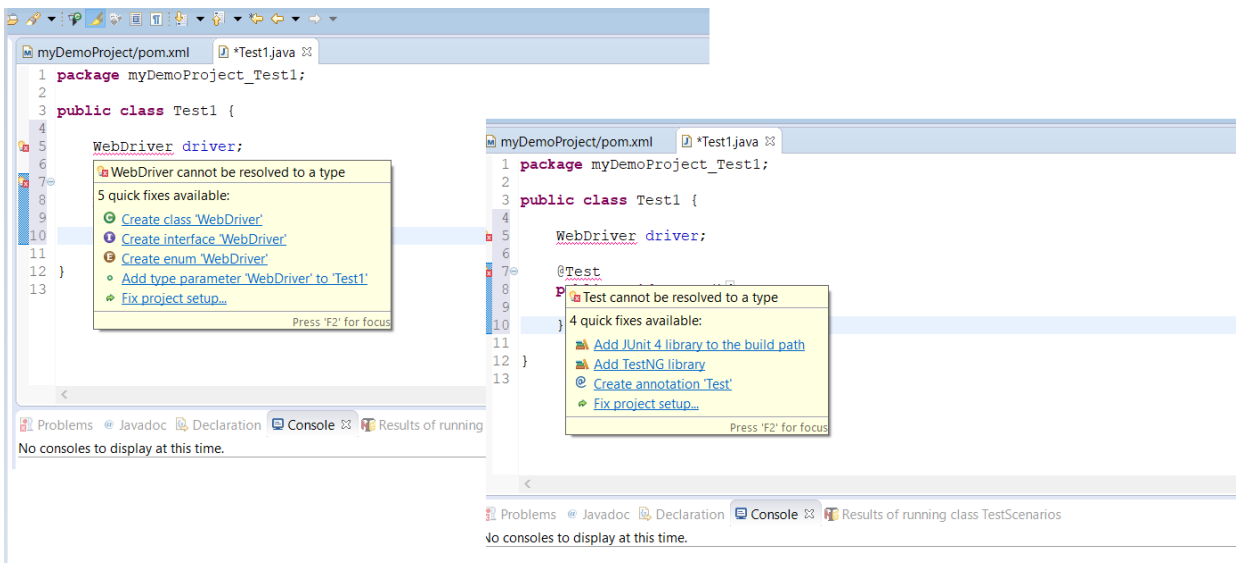 myDemoProject/pom.xml
*Test1.java
1 package myDemoProject_Test1;
2
3 public class Test1 {
4
5 WebDriver driver;
6
7
8
9
10
11
12 }
13
WebDriver cannot be resolved to a type
5 quick fixes available:
Create class 'WebDriver'
Create interface 'WebDriver'
Create enum 'WebDriver'
Add type parameter 'WebDriver' to 'Test1'
Fix project setup...
Press 'F2' for focus
Problems @ Javadoc Declaration Console Results of running
No consoles to display at this time.
myDemoProject/pom.xml
*Test1.java
1 package myDemoProject_Test1;
2
3 public class Test1 {
4
5 WebDriver driver;
6
7 @Test
8
9
10 }
11
12 }
13
Test cannot be resolved to a type
4 quick fixes available:
Add JUnit 4 library to the build path
Add TestNG library
Create annotation 'Test'
Fix project setup...
Press 'F2' for focus
Problems @ Javadoc Declaration Console Results of running class TestScenarios
No consoles to display at this time.